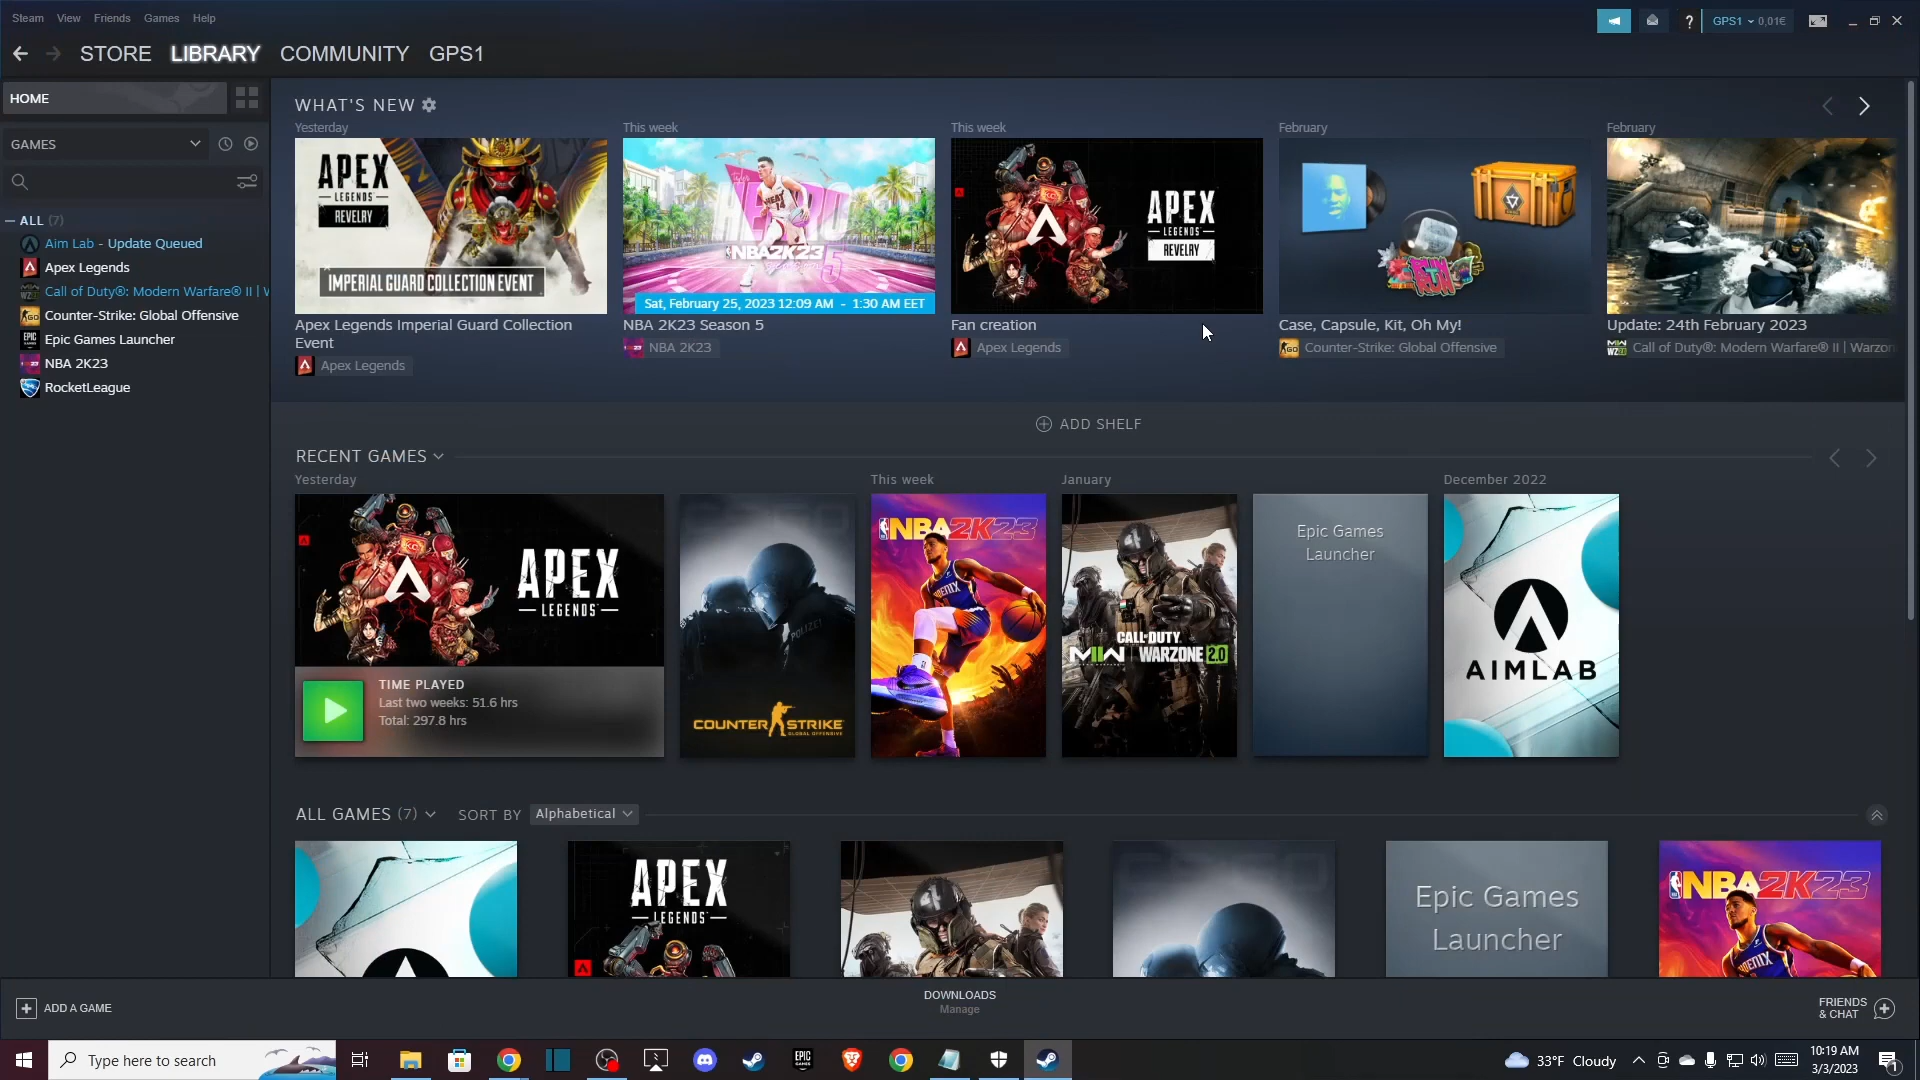 Steam View Friends Games Help
? GPS1 0,01€
STORE LIBRARY COMMUNITY GPS1
HOME
GAMES
ALL (7)
Aim Lab - Update Queued
Apex Legends
Call of Duty®: Modern Warfare® II | W
Counter-Strike: Global Offensive
Epic Games Launcher
NBA 2K23
RocketLeague
WHAT'S NEW
Yesterday
APEX
LEGENDS
REVELRY
IMPERIAL GUARD COLLECTION EVENT
Apex Legends Imperial Guard Collection
Event
Apex Legends
This week
HEAT
14
NBA2K23
5
Sat, February 25, 2023 12:09 AM - 1:30 AM EET
NBA 2K23 Season 5
NBA 2K23
This week
APEX
LEGENDS
REVELRY
Fan creation
Apex Legends
February
Case, Capsule, Kit, Oh My!
Counter-Strike: Global Offensive
February
Update: 24th February 2023
Call of Duty®: Modern Warfare® II | Warzon
ADD SHELF
RECENT GAMES
Yesterday
APEX
LEGENDS
TIME PLAYED
Last two weeks: 51.6 hrs
Total: 297.8 hrs
POLIZEI
COUNTER STRIKE
GLOBAL OFFENSIVE
This week
NBA2K23
January
CALL OF DUTY
MW WARZONE 2.0
Epic Games
Launcher
December 2022
AIMLAB
ALL GAMES (7) SORT BY Alphabetical
APEX
LEGENDS
Epic Games
Launcher
NBA2K23
ADD A GAME
DOWNLOADS
Manage
FRIENDS
& CHAT
Type here to search
33°F Cloudy
10:19 AM
3/3/2023
1